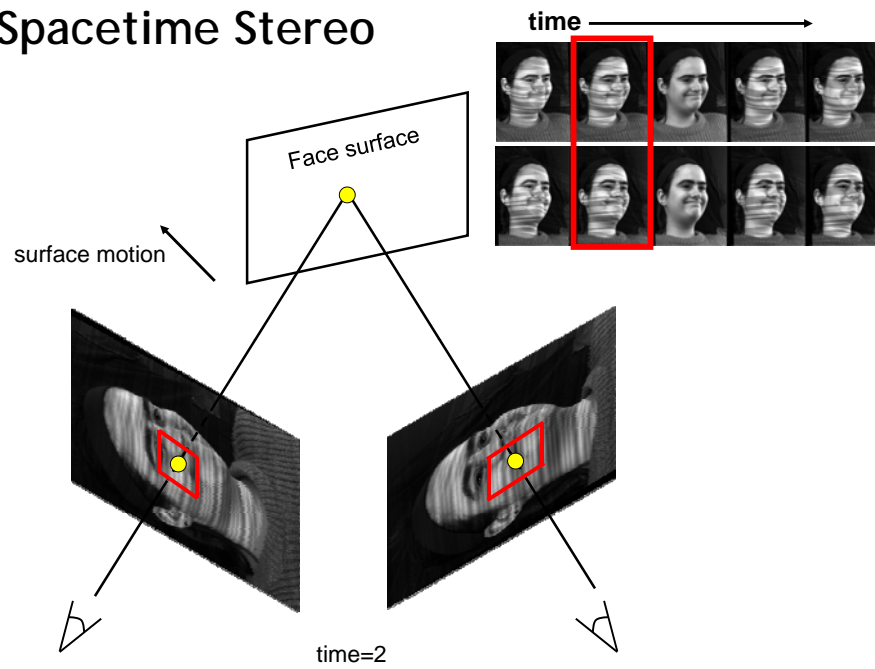 Spacetime Stereo
time
Face surface
surface motion
time=2